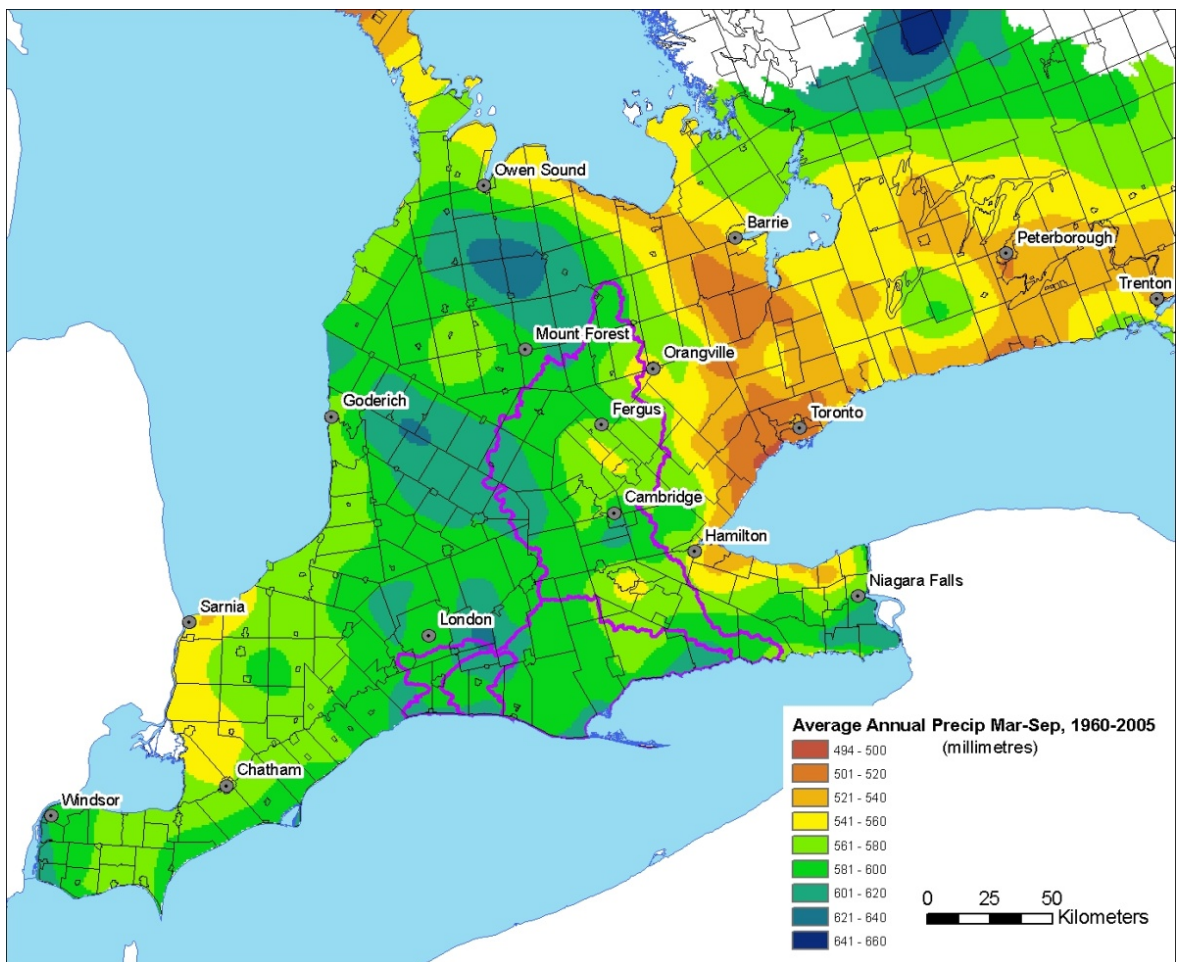 Owen Sound
Barrie
Peterborough
Trenton
Mount Forest
Orangville
Goderich
Fergus
Toronto
Cambridge
Hamilton
Niagara Falls
Sarnia
London
Chatham
Windsor
Average Annual Precip Mar-Sep, 1960-2005
(millimetres)
494 - 500
501 - 520
521 - 540
541 - 560
561 - 580
581 - 600
601 - 620
621 - 640
641 - 660
0 25 50
Kilometers